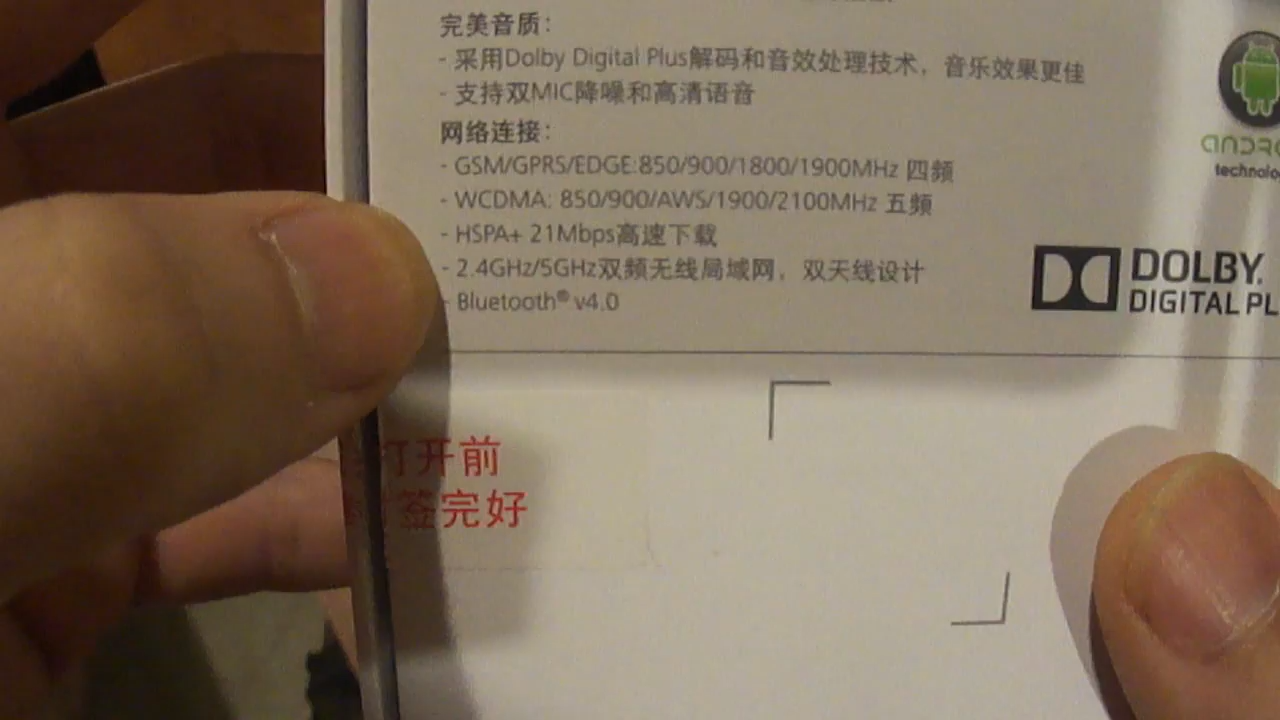 完美音质：
- 采用Dolby Digital Plus解码和音效处理技术，音乐效果更佳
- 支持双MIC降噪和高清语音
网络连接：
- GSM/GPRS/EDGE:850/900/1800/1900MHz 四频
- WCDMA: 850/900/AWS/1900/2100MHz 五频
- HSPA+ 21Mbps高速下载
- 2.4GHz/5GHz双频无线局域网，双天线设计
- Bluetooth® v4.0
DOLBY.
DIGITAL PL
ANDRO
technolo
打开前
签完好